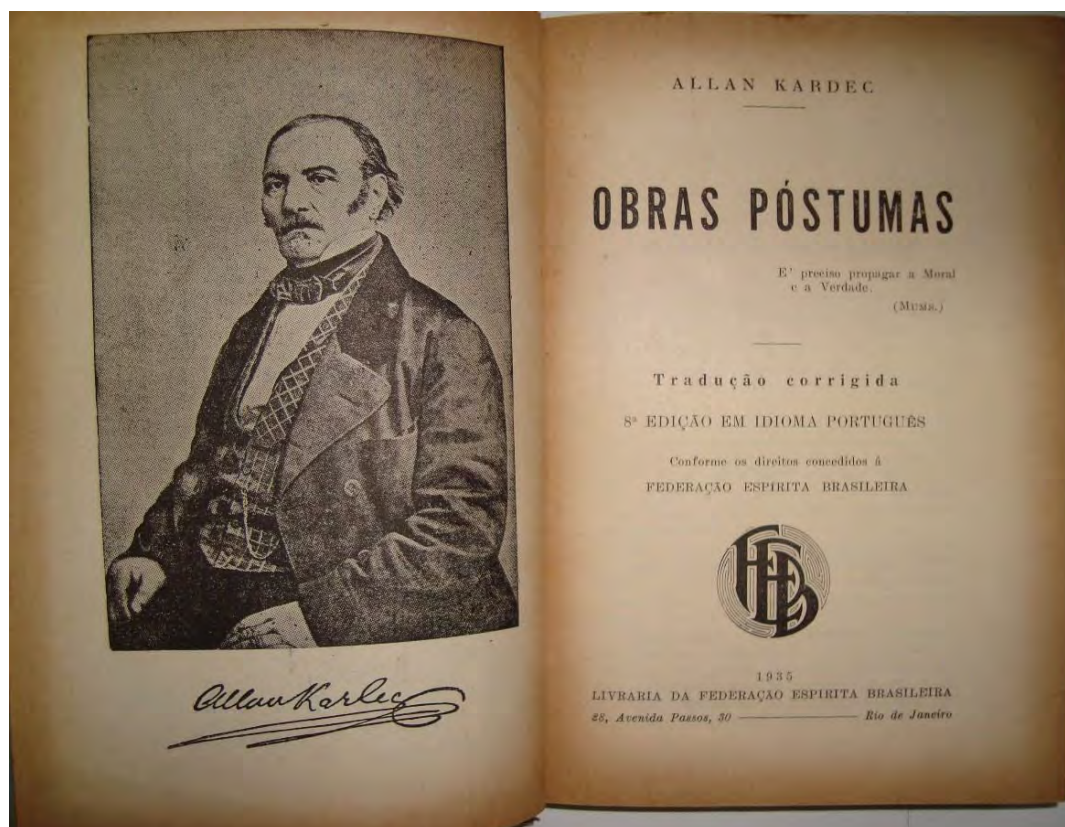 Allan Kardec
ALLAN KARDEC
OBRAS PÓSTUMAS
E' preciso propagar a Moral
e a Verdade.
Tradução corrigida
8ª EDIÇÃO EM IDIOMA PORTUGUÊS
Conforme os direitos concedidos á
FEDERAÇÃO ESPIRITA BRASILEIRA
FEB
1935
LIVRARIA DA FEDERAÇÃO ESPIRITA BRASILEIRA
28, Avenida Passos, 30 Rio de Janeiro